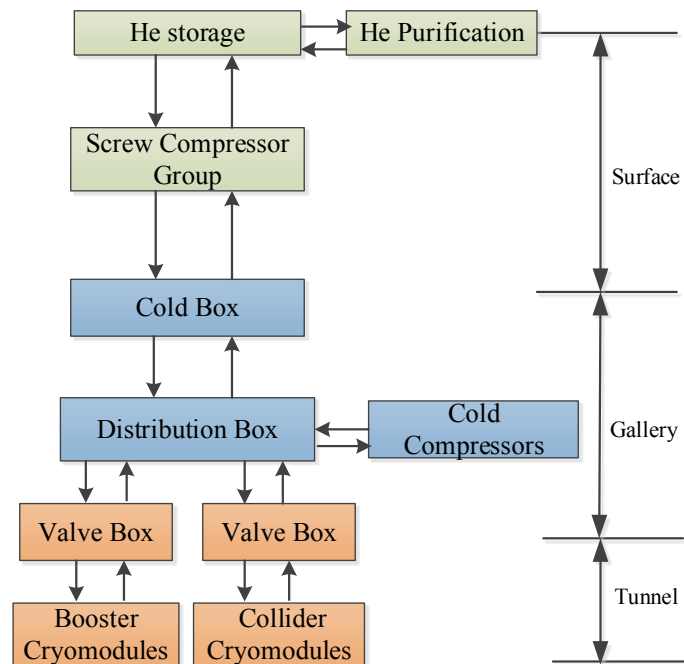 He storage
He Purification
Screw Compressor
Group
Surface
Cold Box
Distribution Box
Cold
Compressors
Gallery
Valve Box
Valve Box
Tunnel
Booster
Cryomodules
Collider
Cryomodules